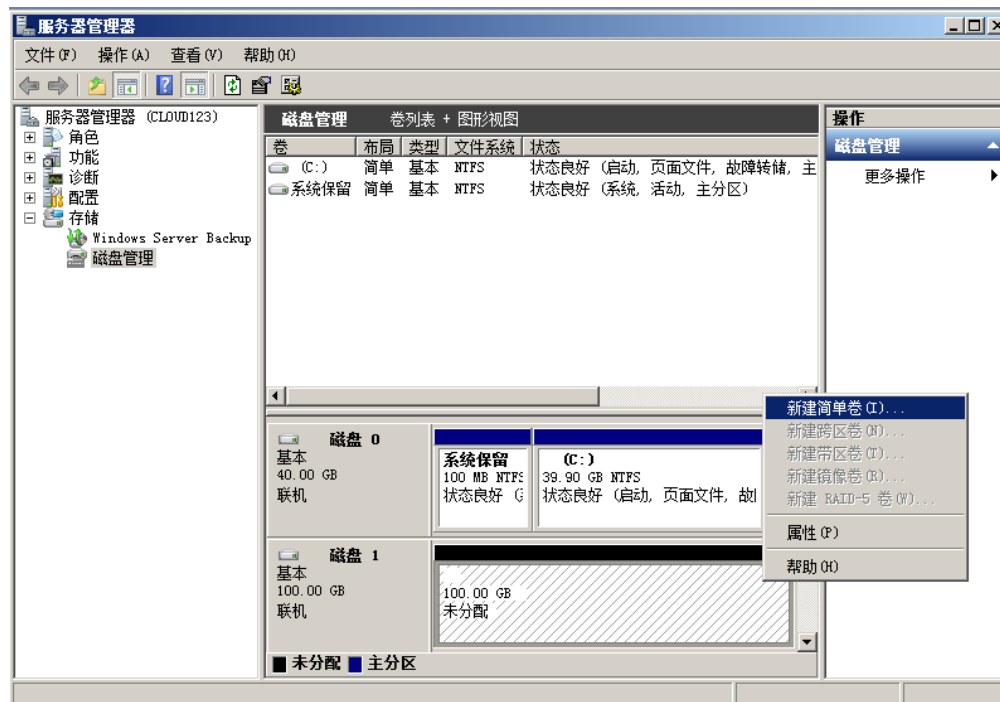 服务器管理器
文件(F) 操作(A) 查看(V) 帮助(H)
服务器管理器 (CLOUD123)
角色
功能
诊断
配置
存储
Windows Server Backup
磁盘管理
磁盘管理 卷列表 + 图形视图
卷 布局 类型 文件系统 状态
(C:) 简单 基本 NTFS 状态良好 (启动, 页面文件, 故障转储, 主
系统保留 简单 基本 NTFS 状态良好 (系统, 活动, 主分区)
操作
磁盘管理
更多操作
新建简单卷(I)...
新建跨区卷(N)...
新建带区卷(T)...
新建镜像卷(R)...
新建 RAID-5 卷(W)...
属性(P)
帮助(H)
磁盘 0
基本
40.00 GB
联机
系统保留
100 MB NTFS
状态良好 (
(C:)
39.90 GB NTFS
状态良好 (启动, 页面文件, 故
磁盘 1
基本
100.00 GB
联机
100.00 GB
未分配
未分配 主分区